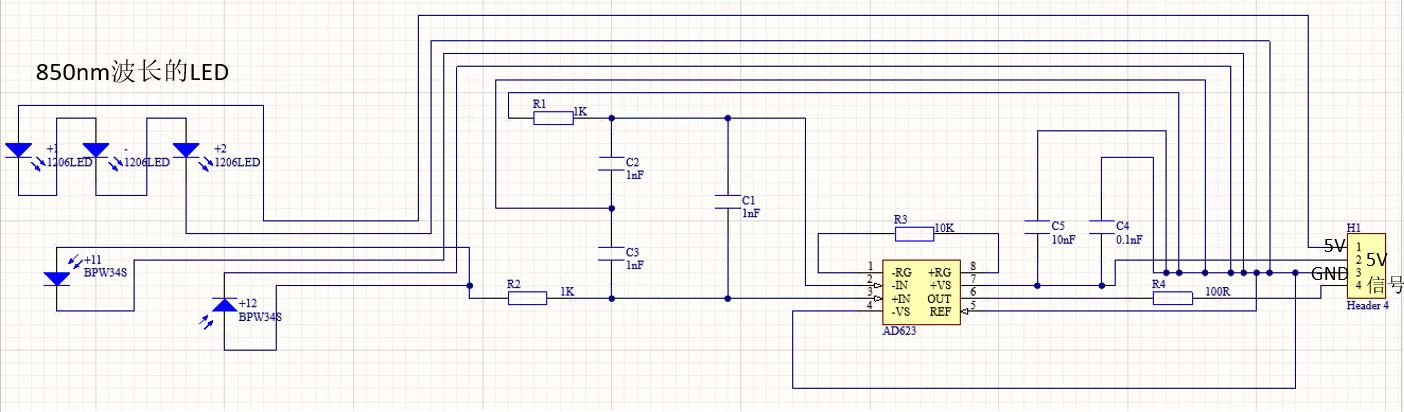 850nm波长的LED
+1
1206LED
-
1206LED
+2
1206LED
+11
BPW34S
+12
BPW34S
R1
1K
C2
1nF
C3
1nF
C1
1nF
R2
1K
R3
10K
1
-RG
+RG
8
2
-IN
+VS
7
3
+IN
OUT
6
4
-VS
REF
5
AD623
C5
10nF
C4
0.1nF
R4
100R
H1
5V
1
2
5V
GND
3
4
信号
Header 4